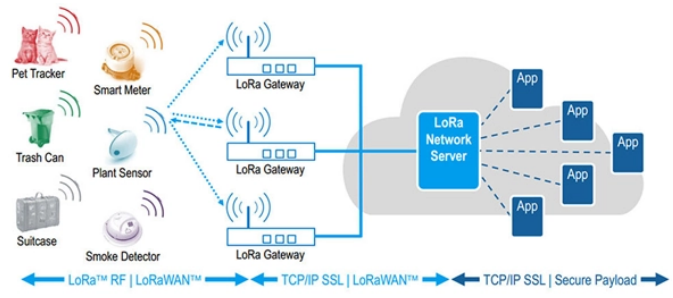 Pet Tracker
Smart Meter
Trash Can
Plant Sensor
Suitcase
Smoke Detector
LoRa Gateway
LoRa Gateway
LoRa Gateway
LoRa
Network
Server
App
App
App
App
App
LoRa™ RF | LoRaWAN™
TCP/IP SSL | LoRaWAN™
TCP/IP SSL | Secure Payload